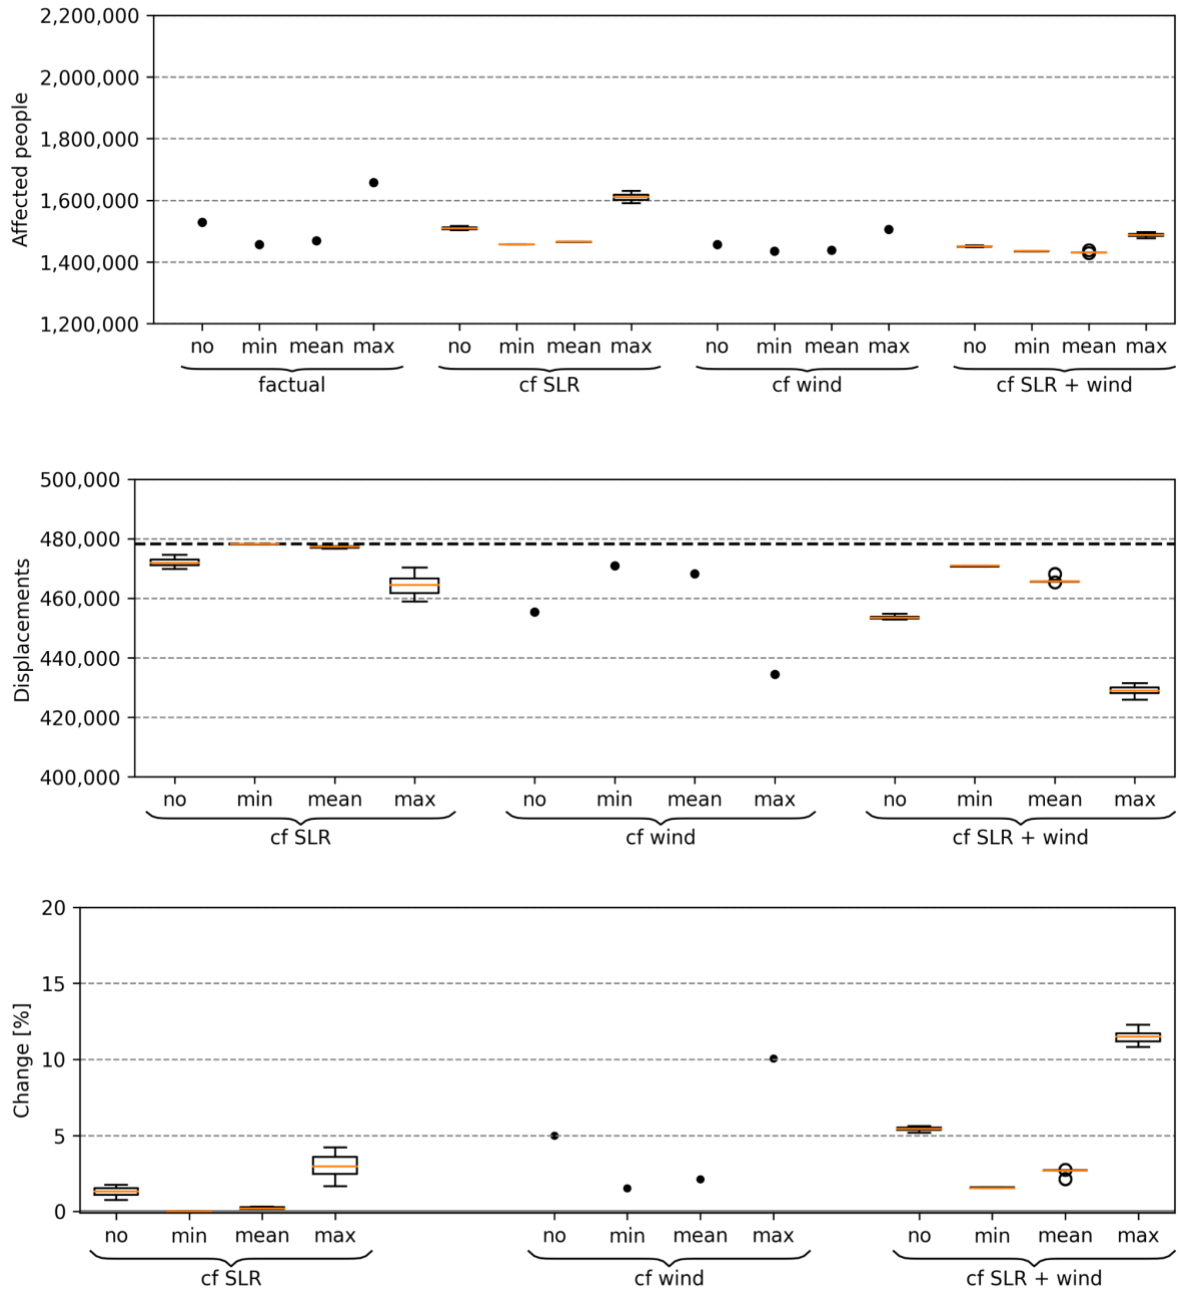 2,200,000
2,000,000
1,800,000
1,600,000
1,400,000
1,200,000
Affected people
no min mean max no min mean max no min mean max no min mean max
factual cf SLR cf wind cf SLR + wind
500,000
480,000
460,000
440,000
420,000
400,000
Displacements
no min mean max no min mean max no min mean max
cf SLR cf wind cf SLR + wind
20
15
10
5
0
Change [%]
no min mean max no min mean max no min mean max
cf SLR cf wind cf SLR + wind